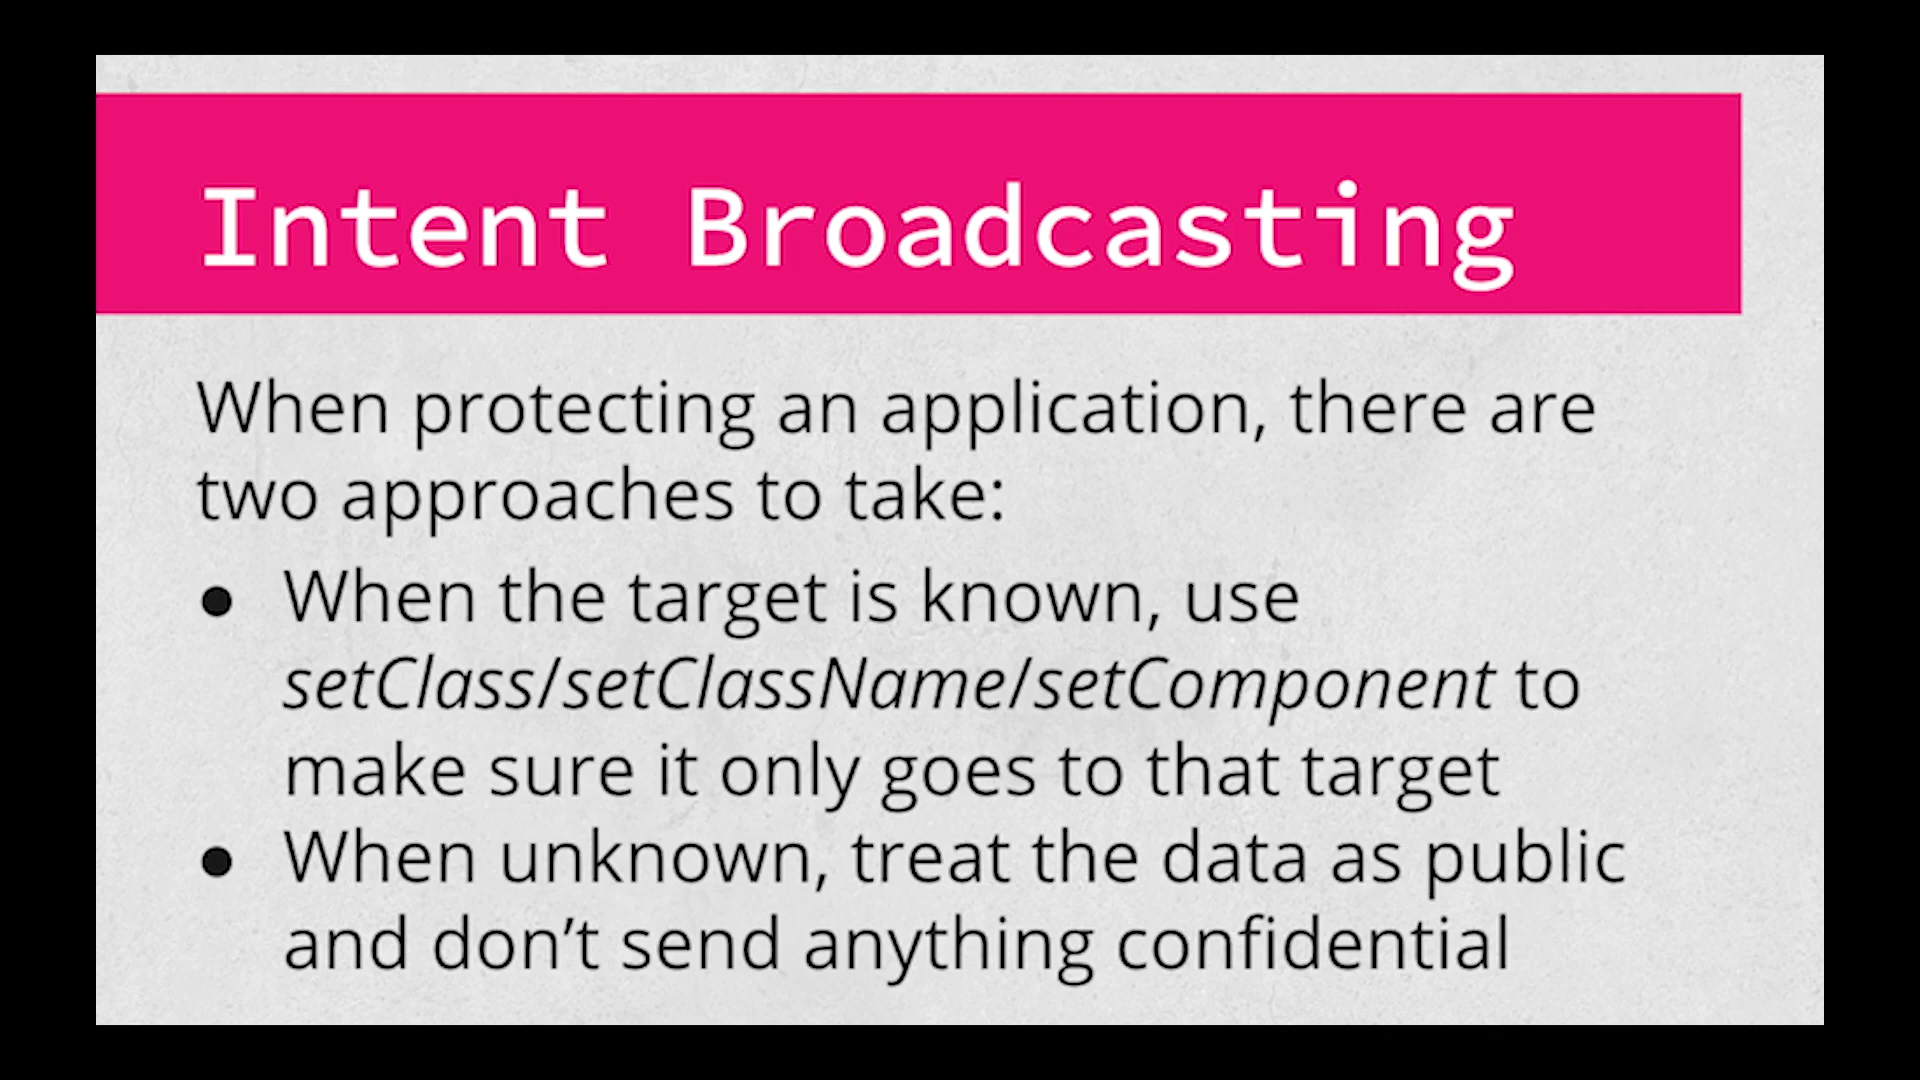 Intent Broadcasting
When protecting an application, there are
two approaches to take:
● When the target is known, use
setClass/setClassName/setComponent to
make sure it only goes to that target
● When unknown, treat the data as public
and don’t send anything confidential